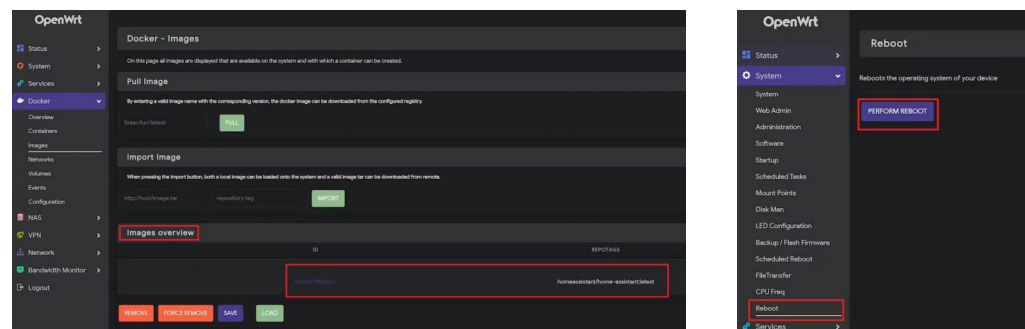 OpenWrt
Status
System
Services
Docker
Overview
Containers
Images
Networks
Volumes
Events
Configuration
NAS
VPN
Network
Bandwidth Monitor
Logout
Docker - Images
On this page all images are displayed that are available on the system and with which a container can be created.
Pull Image
By entering a valid image name with the corresponding version, the docker image can be downloaded from the configured registry.
PULL
Import Image
When pressing the Import button, both a local image can be loaded onto the system and a valid image tar can be downloaded from remote.
http://host/image.tar repository:tag IMPORT
Images overview
ID REPOTAGS
homeassistant/home-assistant:latest
REMOVE FORCE REMOVE SAVE LOAD
OpenWrt
Status
System
System
Web Admin
Administration
Software
Startup
Scheduled Tasks
Mount Points
Disk Man
LED Configuration
Backup / Flash Firmware
Scheduled Reboot
FileTransfer
CPU Freq
Reboot
Services
Reboot
Reboots the operating system of your device
PERFORM REBOOT